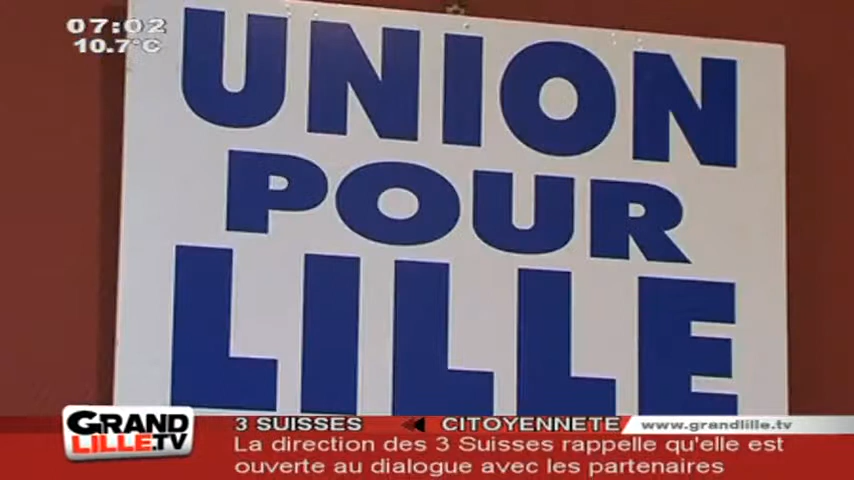 07:02
10.7°C
UNION
POUR
LILLE
GRAND
LILLE.TV
3 SUISSES
CITOYENNETE
www.grandlille.tv
La direction des 3 Suisses rappelle qu'elle est
ouverte au dialogue avec les partenaires